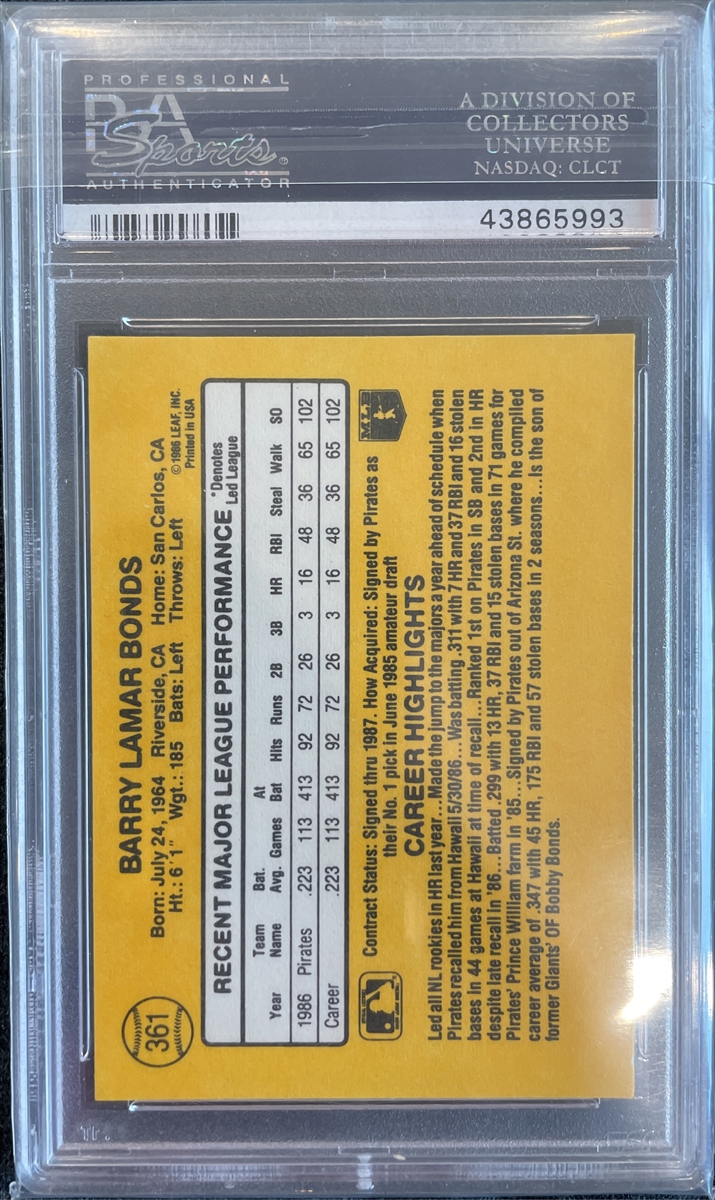 PROFESSIONAL
PSA
Sports®
AUTHENTICATOR
A DIVISION OF
COLLECTORS
UNIVERSE
NASDAQ: CLCT
43865993
361
BARRY LAMAR BONDS
Born: July 24, 1964 Riverside, CA Home: San Carlos, CA
Ht.: 6'1" Wgt.: 185 Bats: Left Throws: Left
©1986 LEAF, INC.
Printed in USA
RECENT MAJOR LEAGUE PERFORMANCE
*Denotes
Led League
Year Team Name Bat. Avg. Games At Bat Hits Runs 2B 3B HR RBI Steal Walk SO
1986 Pirates .223 113 413 92 72 26 3 16 48 36 65 102
Career .223 113 413 92 72 26 3 16 48 36 65 102
Contract Status: Signed thru 1987. How Acquired: Signed by Pirates as
their No. 1 pick in June 1985 amateur draft
MLB
CAREER HIGHLIGHTS
Led all NL rookies in HR last year...Made the jump to the majors a year ahead of schedule when
Pirates recalled him from Hawaii 5/30/86...Was batting .311 with 7 HR and 37 RBI and 16 stolen
bases in 44 games at Hawaii at time of recall...Ranked 1st on Pirates in SB and 2nd in HR
despite late recall in '86...Batted .299 with 13 HR, 37 RBI and 15 stolen bases in 71 games for
Pirates' Prince William farm in '85...Signed by Pirates out of Arizona St. where he compiled
career average of .347 with 45 HR, 175 RBI and 57 stolen bases in 2 seasons...Is the son of
former Giants' OF Bobby Bonds.